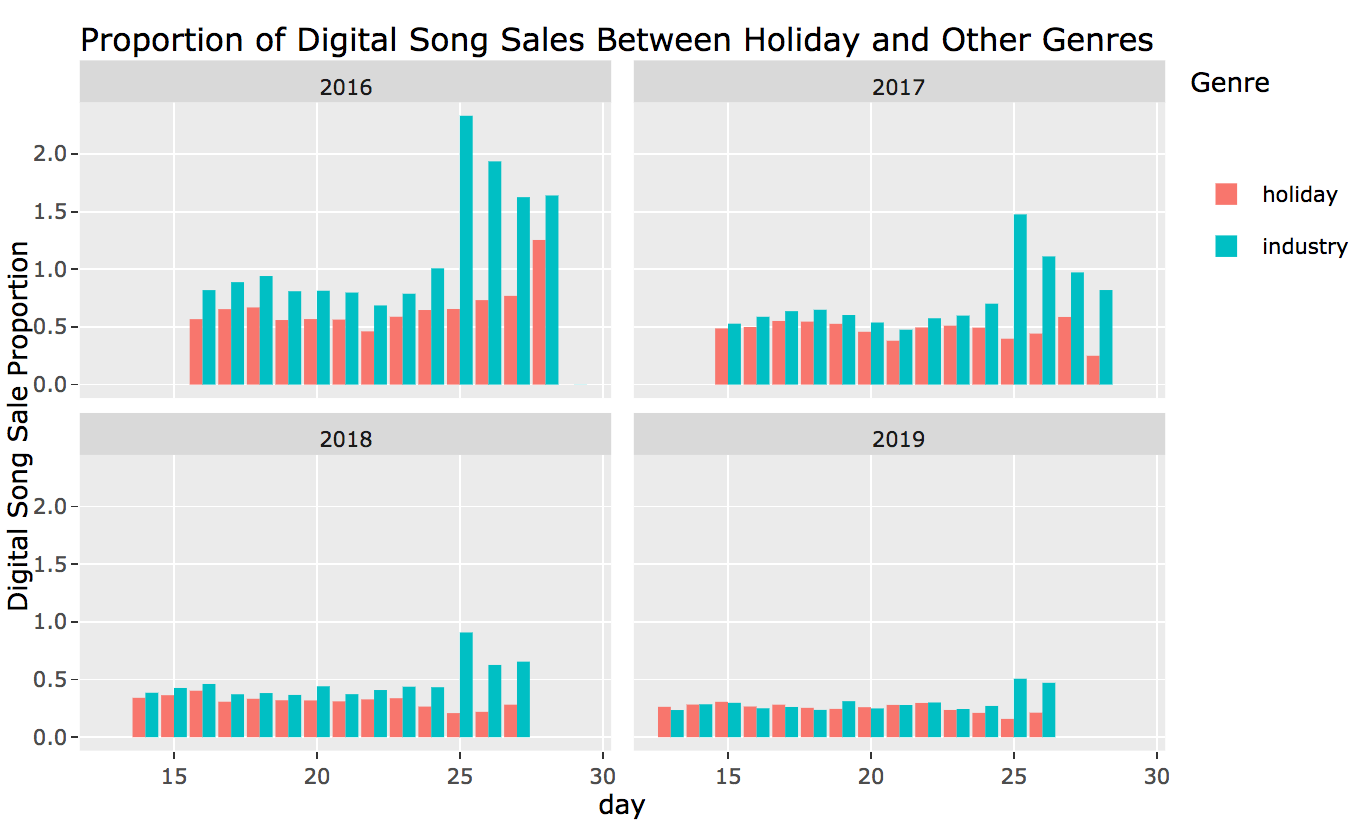 Proportion of Digital Song Sales Between Holiday and Other Genres
2016
2017
Genre
holiday
industry
2.0
1.5
1.0
0.5
0.0
2018
2019
2.0
1.5
1.0
0.5
0.0
15 20 25 30
15 20 25 30
day
Digital Song Sale Proportion